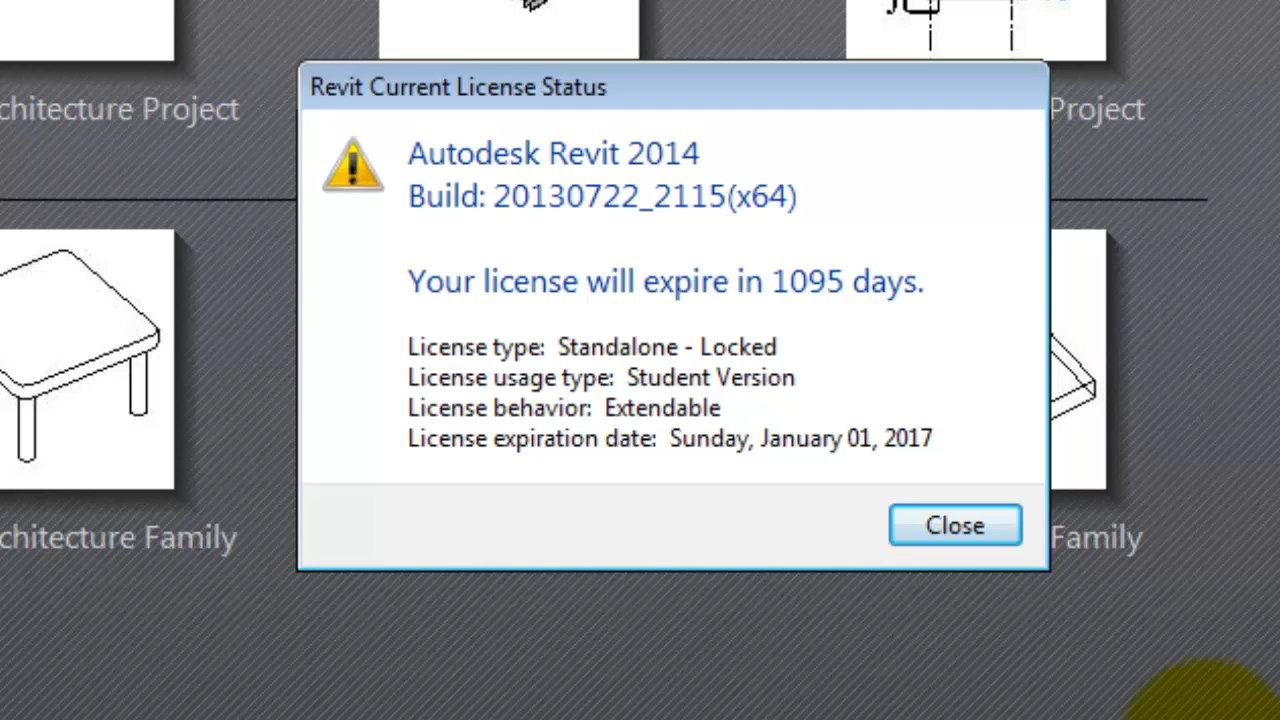 chitecture Project
Project
Revit Current License Status
Autodesk Revit 2014
Build: 20130722_2115(x64)
Your license will expire in 1095 days.
License type:  Standalone - Locked
License usage type:  Student Version
License behavior:  Extendable
License expiration date:  Sunday, January 01, 2017
Close
chitecture Family
Family